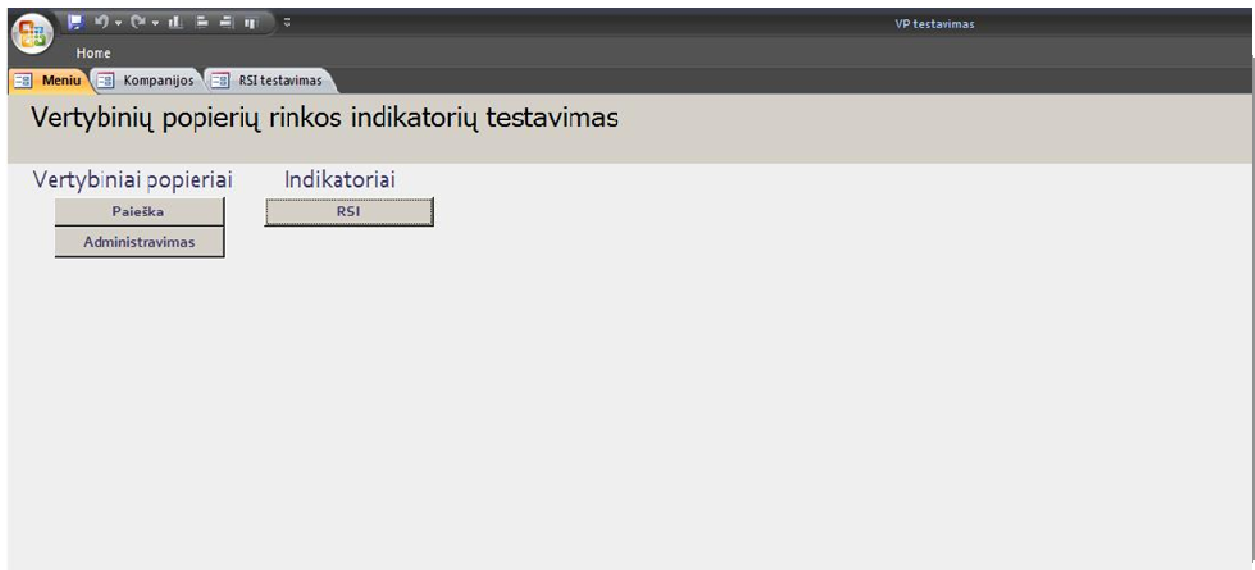 VP testavimas
Home
Meniu Kompanijos RSI testavimas
Vertybinių popierių rinkos indikatorių testavimas
Vertybiniai popieriai Indikatoriai
Paieška RSI
Administravimas